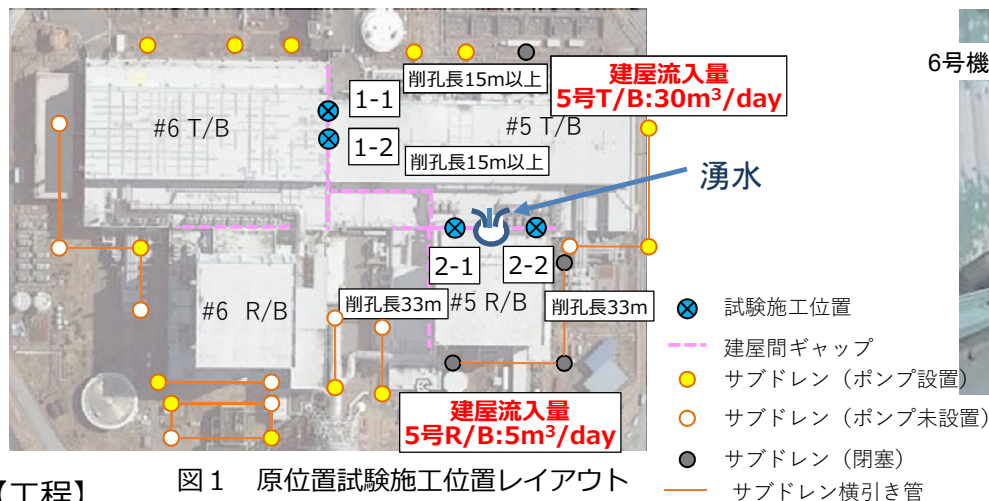 6号機
削孔長15m以上
建屋流入量
5号T/B:30m³/day
1-1
#6 T/B
#5 T/B
1-2
削孔長15m以上
湧水
2-1
2-2
#6 R/B
削孔長33m
#5 R/B
削孔長33m
試験施工位置
建屋間ギャップ
サブドレン（ポンプ設置）
建屋流入量
5号R/B:5m³/day
サブドレン（ポンプ未設置）
サブドレン（閉塞）
サブドレン横引き管
【工程】
図１　原位置試験施工位置レイアウト